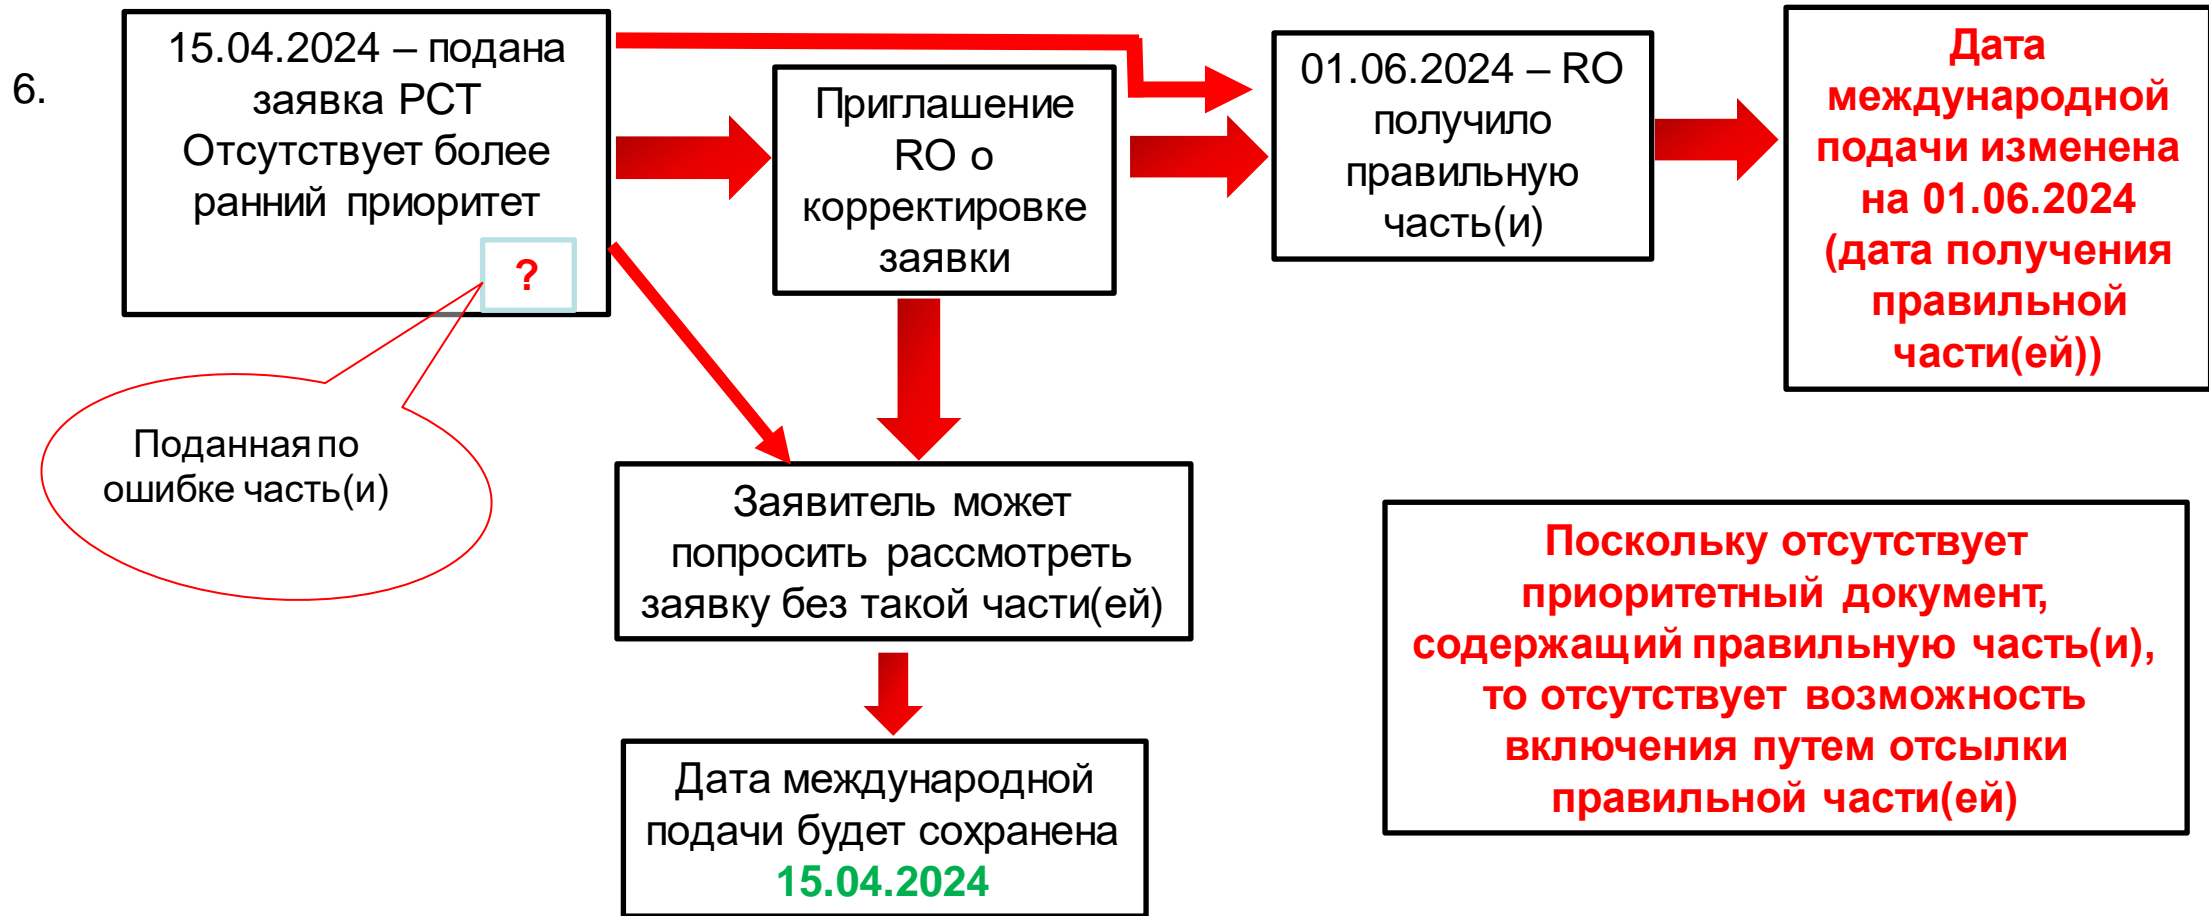 6.
15.04.2024 – подана
заявка PCT
Отсутствует более
ранний приоритет
?
Поданная по
ошибке часть(и)
Приглашение
RO о
корректировке
заявки
01.06.2024 – RO
получило
правильную
часть(и)
Дата
международной
подачи изменена
на 01.06.2024
(дата получения
правильной
части(ей))
Заявитель может
попросить рассмотреть
заявку без такой части(ей)
Дата международной
подачи будет сохранена
15.04.2024
Поскольку отсутствует
приоритетный документ,
содержащий правильную часть(и),
то отсутствует возможность
включения путем отсылки
правильной части(ей)